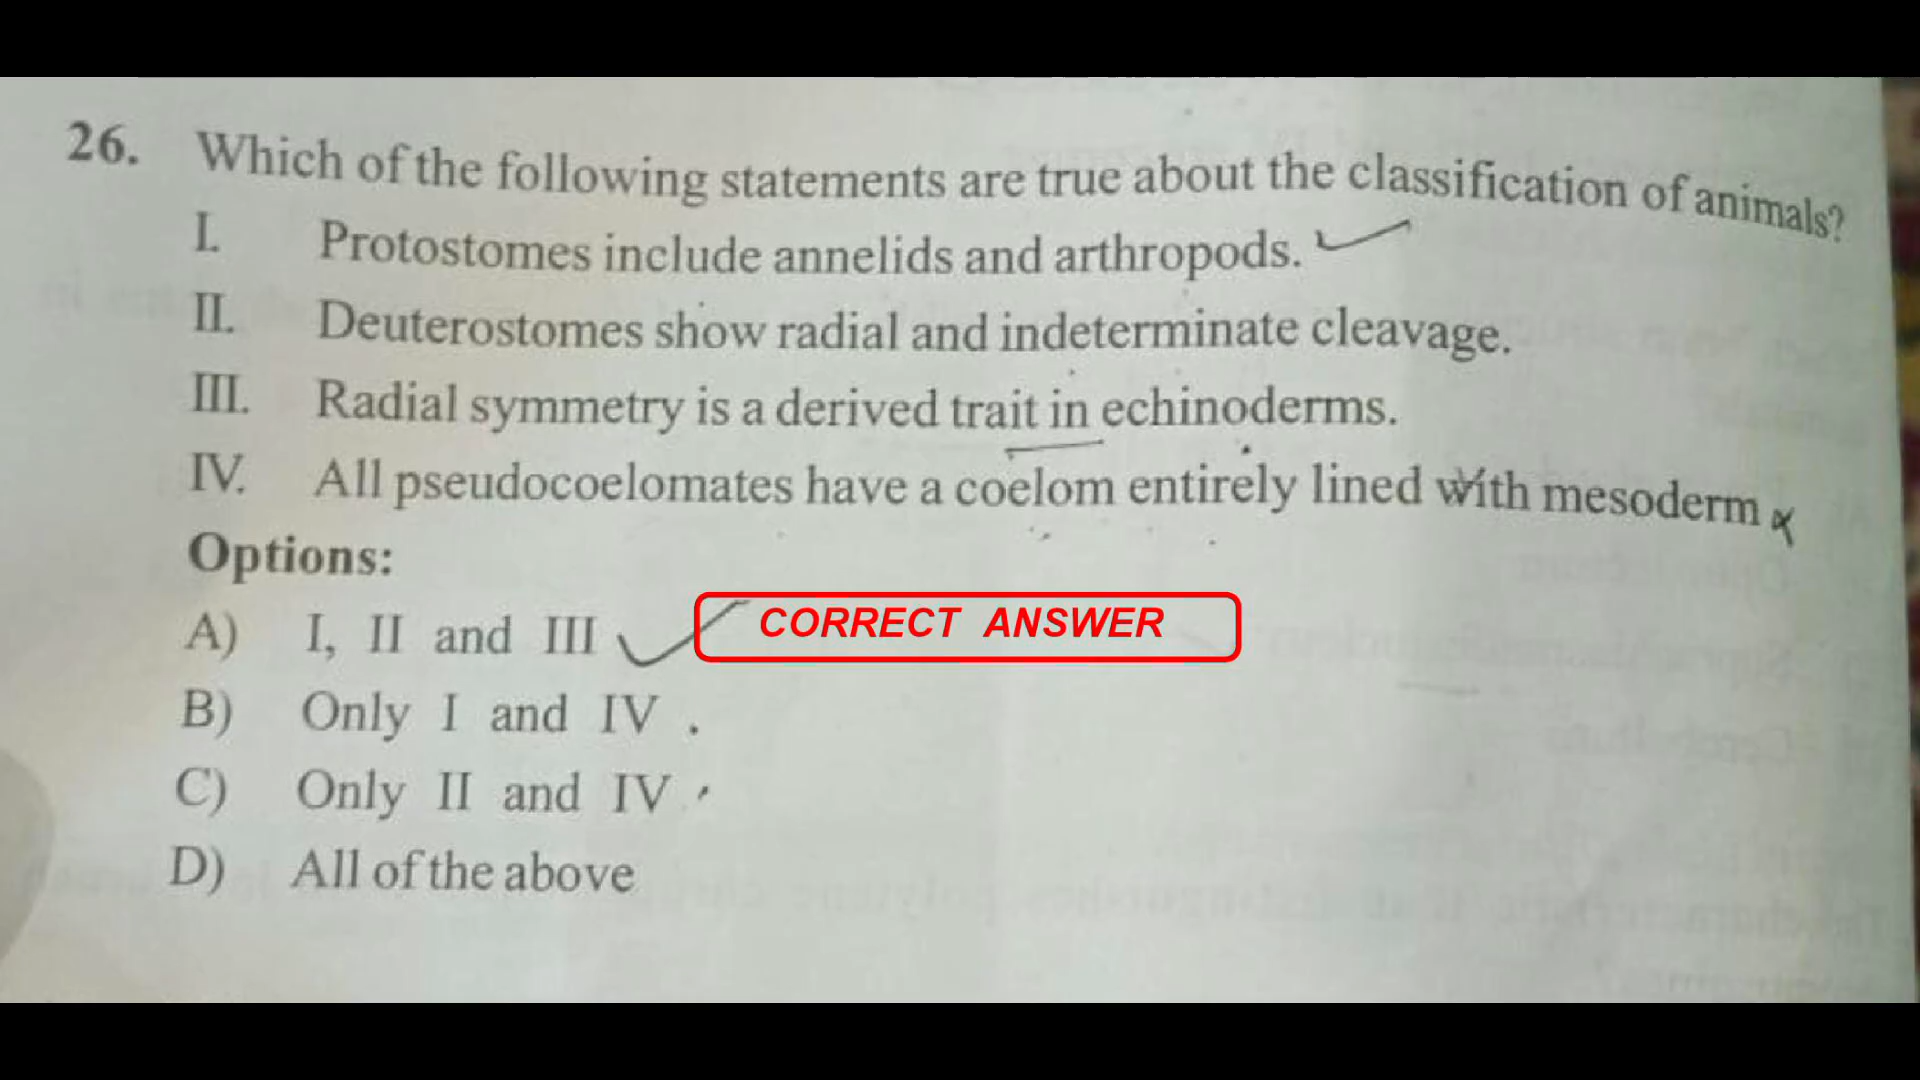 26. Which of the following statements are true about the classification of animals?
I. Protostomes include annelids and arthropods.
II. Deuterostomes show radial and indeterminate cleavage.
III. Radial symmetry is a derived trait in echinoderms.
IV. All pseudocoelomates have a coelom entirely lined with mesoderm
Options:
A) I, II and III CORRECT ANSWER
B) Only I and IV .
C) Only II and IV
D) All of the above